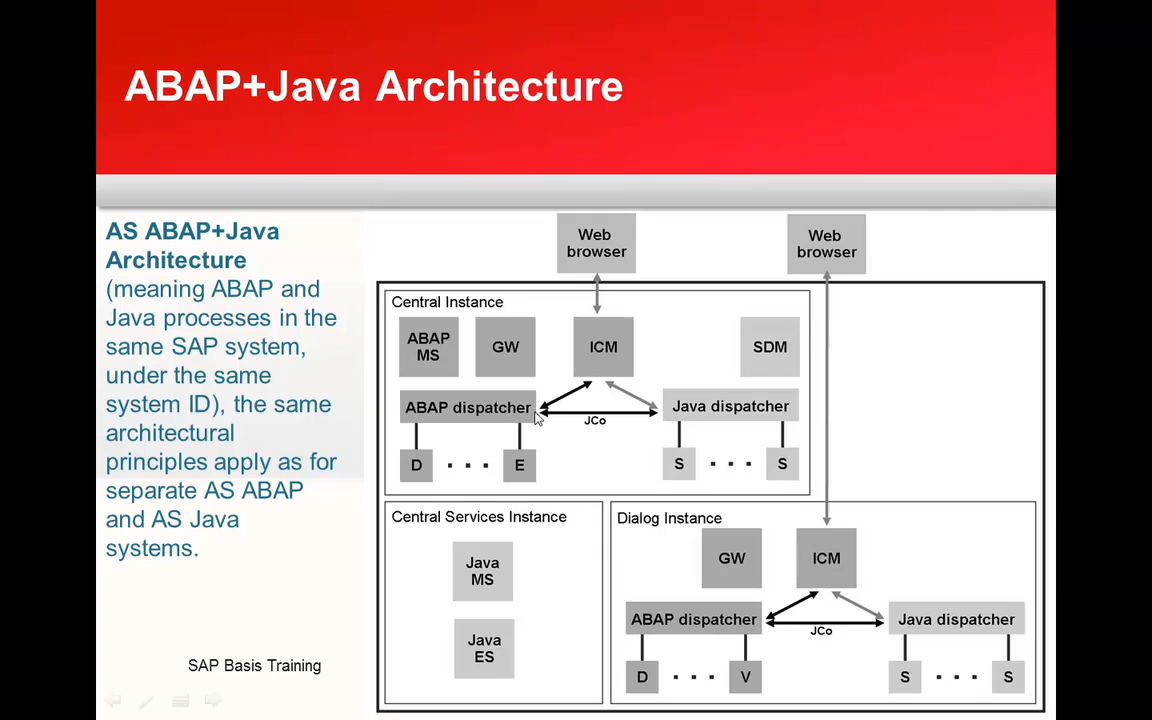 ABAP+Java Architecture
AS ABAP+Java
Architecture
(meaning ABAP and
Java processes in the
same SAP system,
under the same
system ID), the same
architectural
principles apply as for
separate AS ABAP
and AS Java
systems.
SAP Basis Training
Web
browser
Web
browser
Central Instance
ABAP
MS
GW
ICM
SDM
ABAP dispatcher
JCo
Java dispatcher
D
E
S
S
Central Services Instance
Java
MS
Java
ES
Dialog Instance
GW
ICM
ABAP dispatcher
JCo
Java dispatcher
D
V
S
S